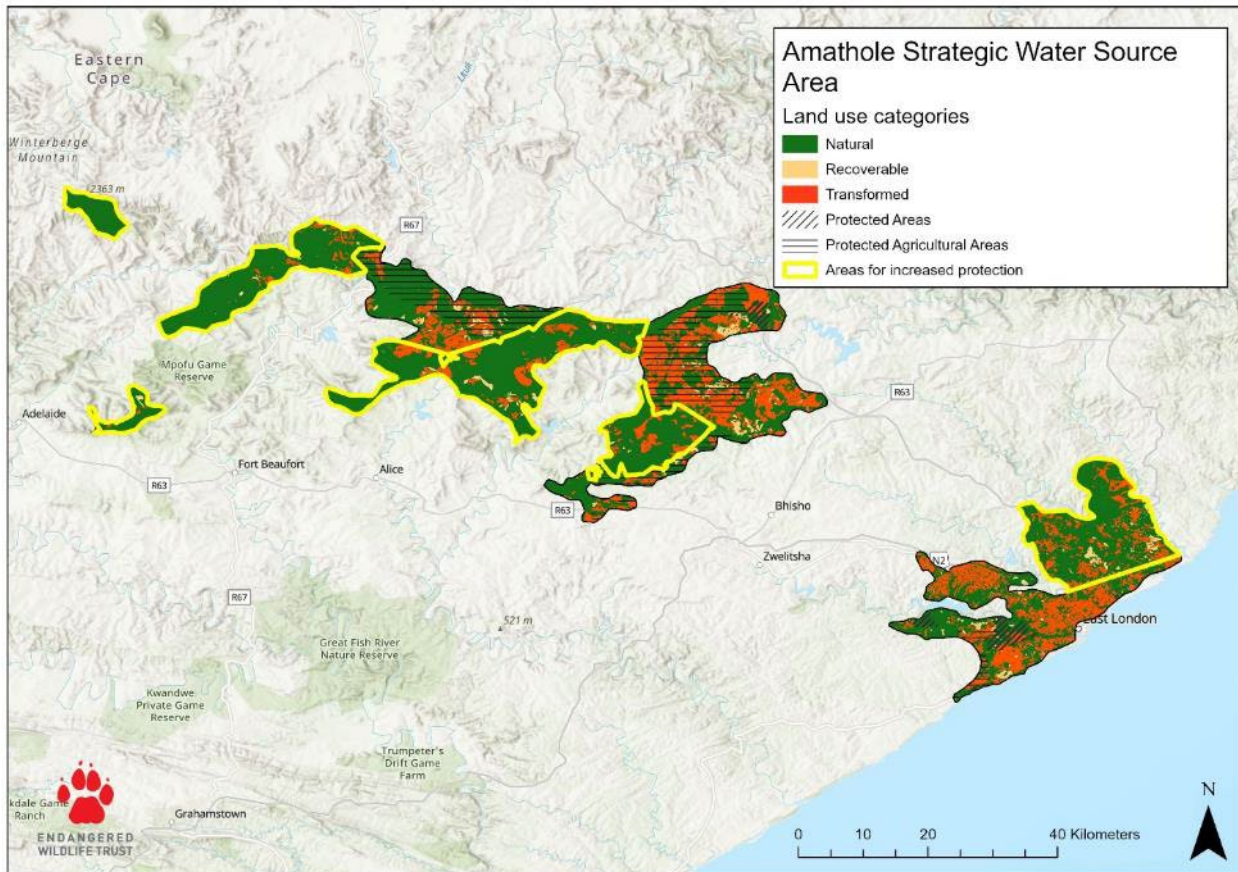 Amathole Strategic Water Source
Area
Land use categories
Natural
Recoverable
Transformed
Protected Areas
Protected Agricultural Areas
Areas for increased protection
Eastern
Cape
Winterberge
Mountain
2363 m
R67
Mpofu Game
Reserve
Adelaide
R63
Fort Beaufort
Alice
R63
R63
Bhisho
Zwelitsha
N2
East London
R67
521 m
Great Fish River
Nature Reserve
Kwandwe
Private Game
Reserve
Trumpeter's
Drift Game
Farm
kdale Game
Ranch
Grahamstown
ENDANGERED
WILDLIFE TRUST
0 10 20 40 Kilometers
N